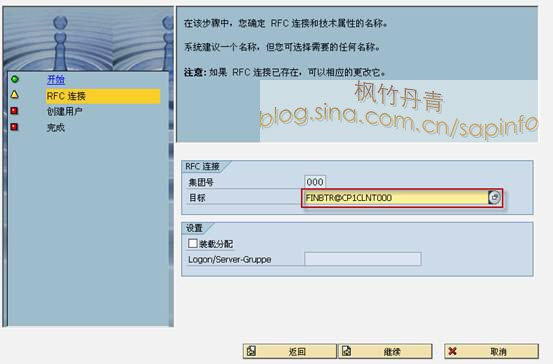 在该步骤中，您确定 RFC 连接和技术属性的名称。
系统建议一个名称，但您可选择需要的任何名称。
注意: 如果 RFC 连接已存在，可以相应的更改它。
枫竹丹青
blog.sina.com.cn/sapinfo
开始
RFC 连接
创建用户
完成
RFC 连接
集团号 000
目标 FINBTR@CP1CLNT000
设置
装载分配
Logon/Server-Gruppe
返回 继续 取消